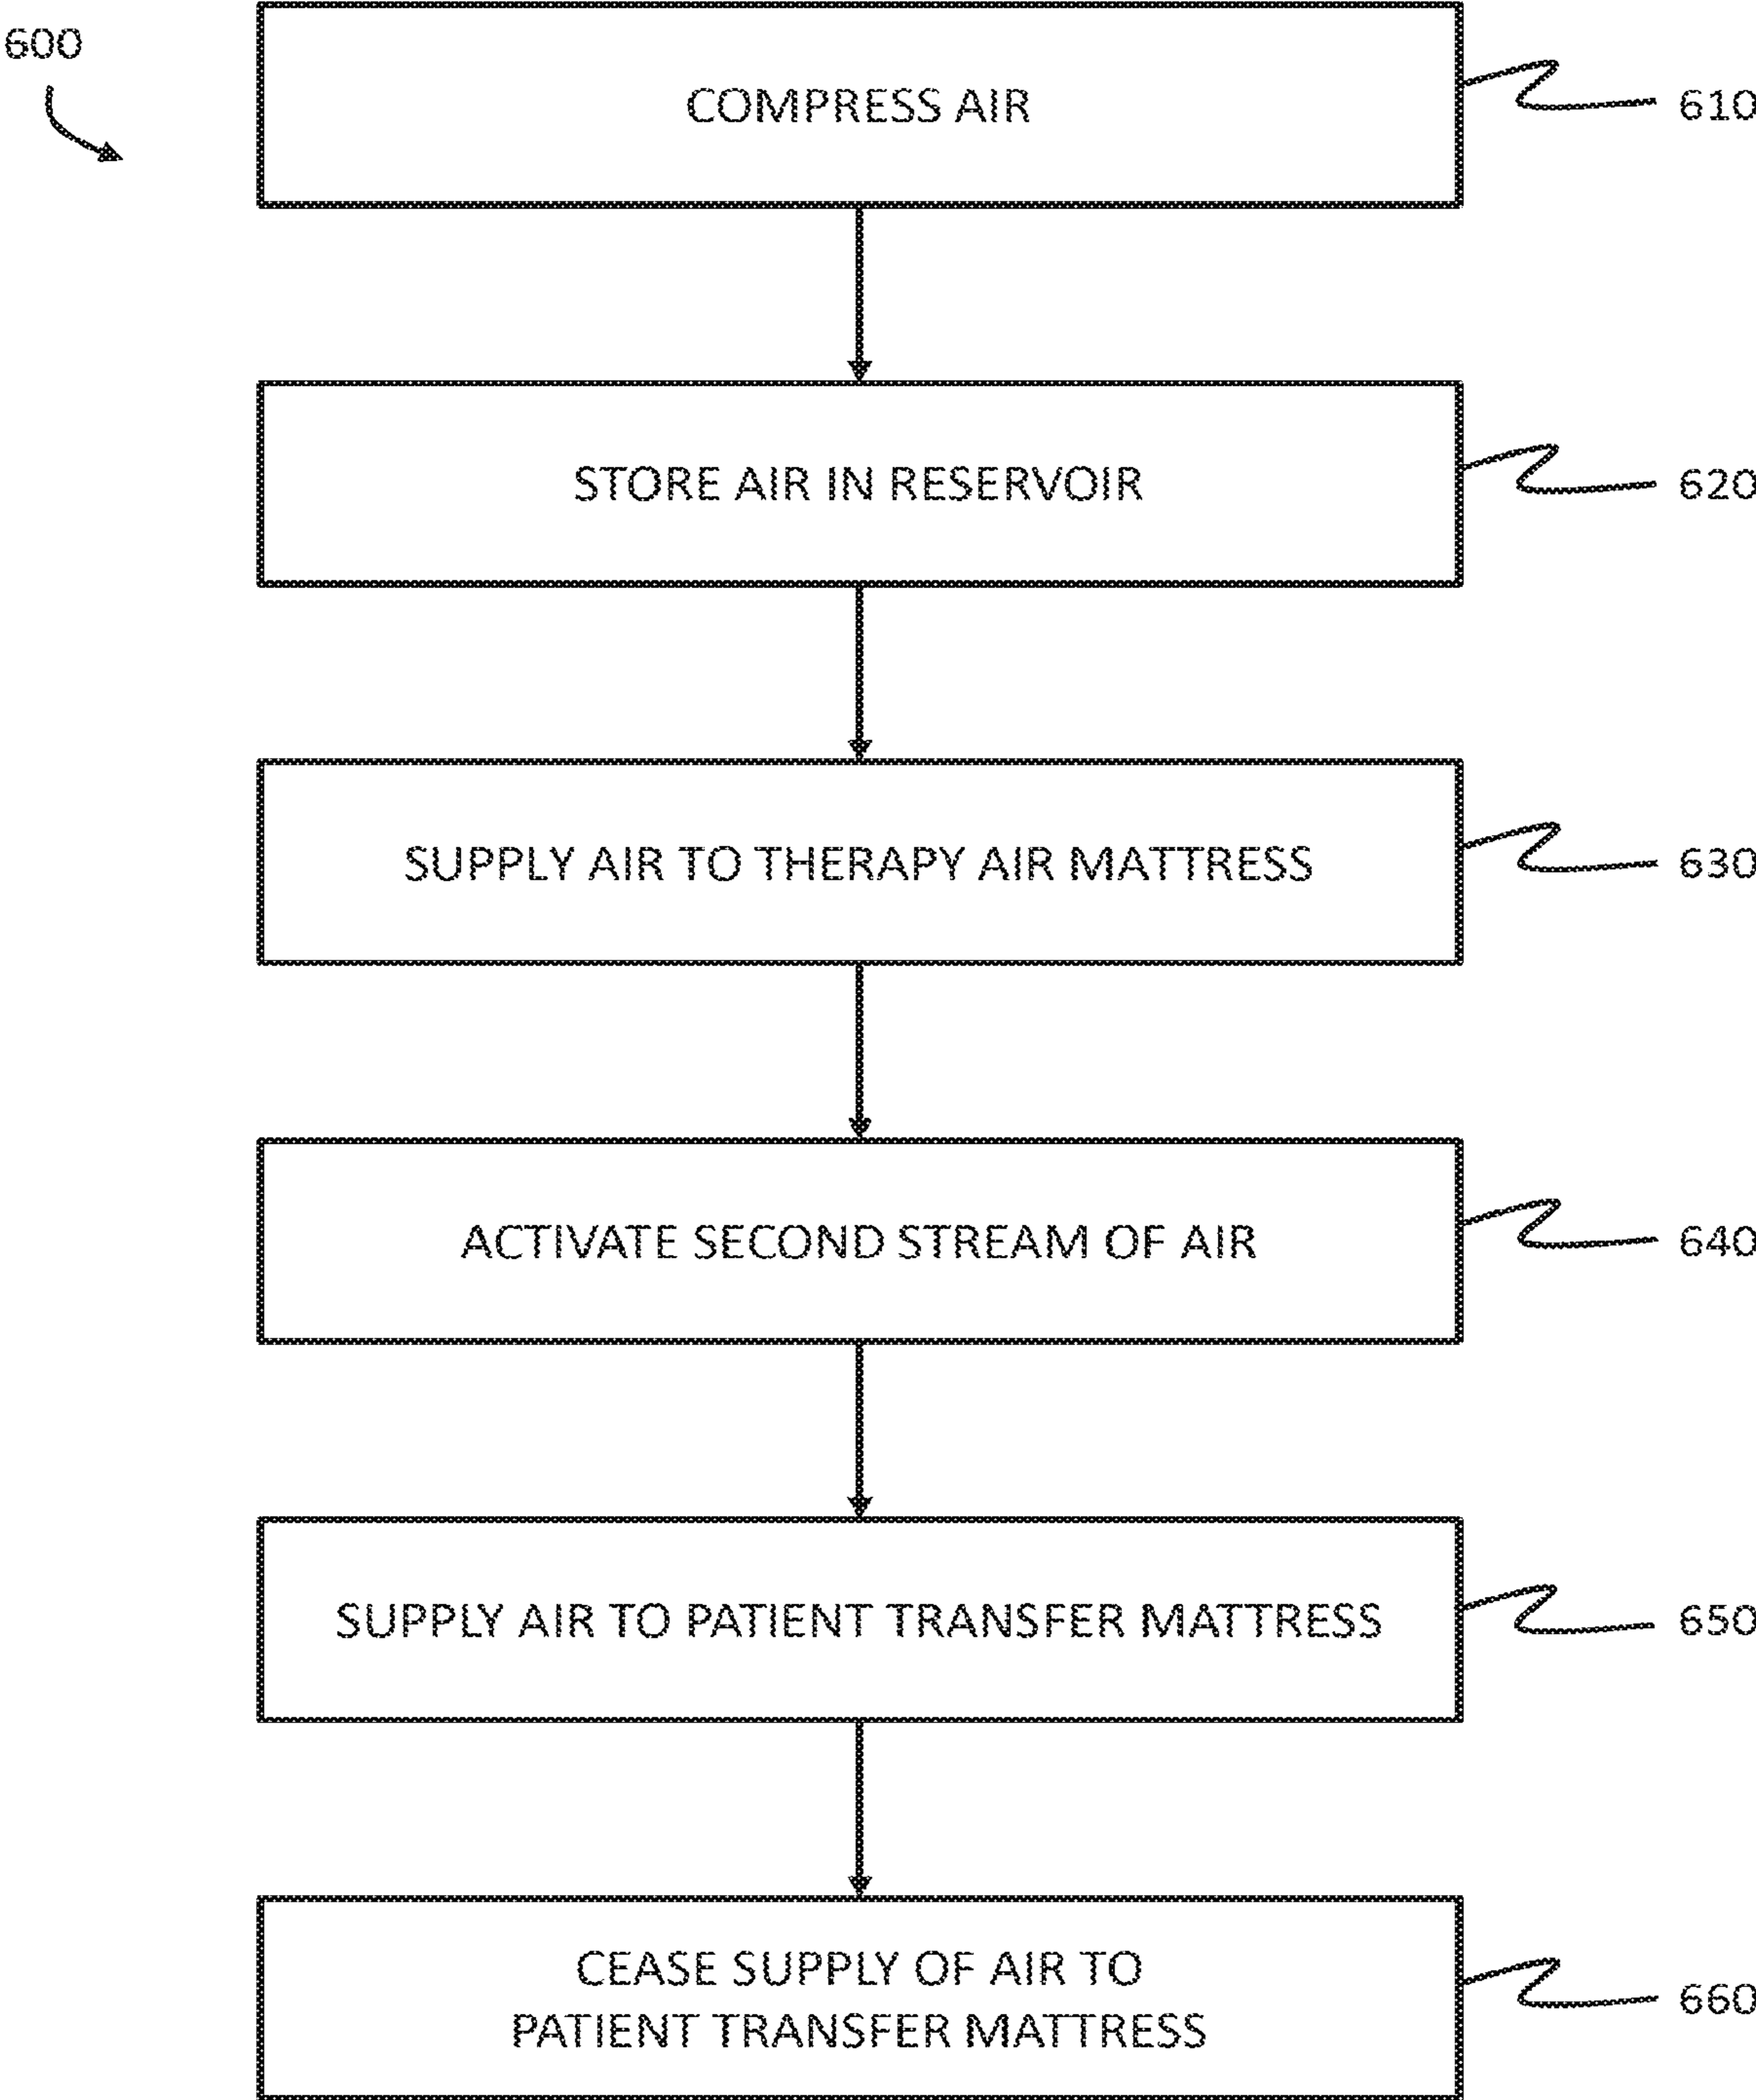 600
COMPRESS AIR
610
STORE AIR IN RESERVOIR
620
SUPPLY AIR TO THERAPY AIR MATTRESS
630
ACTIVATE SECOND STREAM OF AIR
640
SUPPLY AIR TO PATIENT TRANSFER MATTRESS
650
CEASE SUPPLY OF AIR TO
PATIENT TRANSFER MATTRESS
660